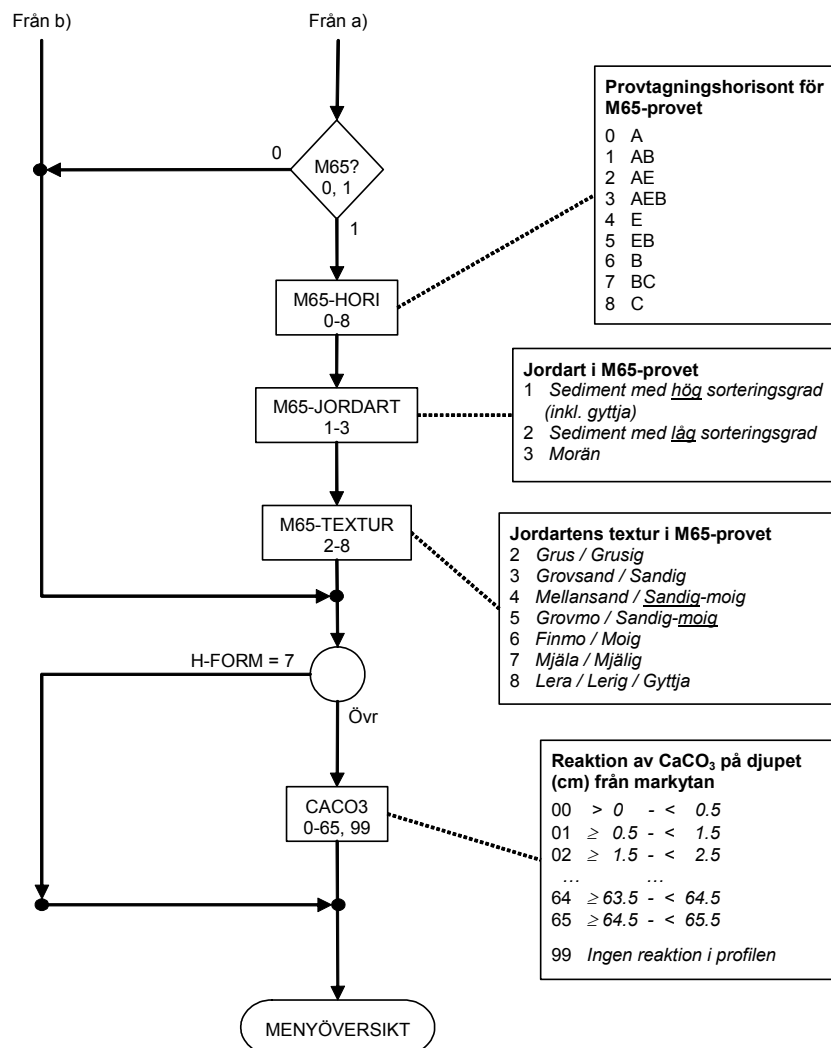 Från b)
Från a)
0
M65?
0, 1
1
Provtagningshorisont för
M65-provet
0 A
1 AB
2 AE
3 AEB
4 E
5 EB
6 B
7 BC
8 C
M65-HORI
0-8
M65-JORDART
1-3
Jordart i M65-provet
1 Sediment med hög sorteringsgrad
(inkl. gyttja)
2 Sediment med låg sorteringsgrad
3 Morän
M65-TEXTUR
2-8
Jordartens textur i M65-provet
2 Grus / Grusig
3 Grovsand / Sandig
4 Mellansand / Sandig-moig
5 Grovmo / Sandig-moig
6 Finmo / Moig
7 Mjäla / Mjälig
8 Lera / Lerig / Gyttja
H-FORM = 7
Övr
CACO3
0-65, 99
Reaktion av CaCO₃ på djupet
(cm) från markytan
00 > 0 - < 0.5
01 ≥ 0.5 - < 1.5
02 ≥ 1.5 - < 2.5
... ...
64 ≥ 63.5 - < 64.5
65 ≥ 64.5 - < 65.5
99 Ingen reaktion i profilen
MENYÖVERSIKT